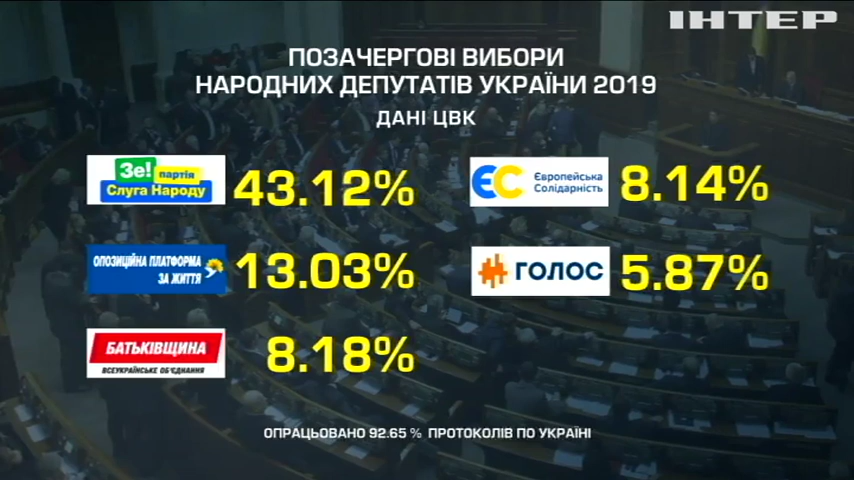 ІНТЕР
ПОЗАЧЕРГОВІ ВИБОРИ
НАРОДНИХ ДЕПУТАТІВ УКРАЇНИ 2019
ДАНІ ЦВК
Зе! партія
Слуга Народу
43.12%
ОПОЗИЦІЙНА ПЛАТФОРМА
ЗА ЖИТТЯ
13.03%
БАТЬКІВЩИНА
ВСЕУКРАЇНСЬКЕ ОБ'ЄДНАННЯ
8.18%
ЄС
Європейська
Солідарність
8.14%
ГОЛОС
5.87%
ОПРАЦЬОВАНО 92.65 % ПРОТОКОЛІВ ПО УКРАЇНІ